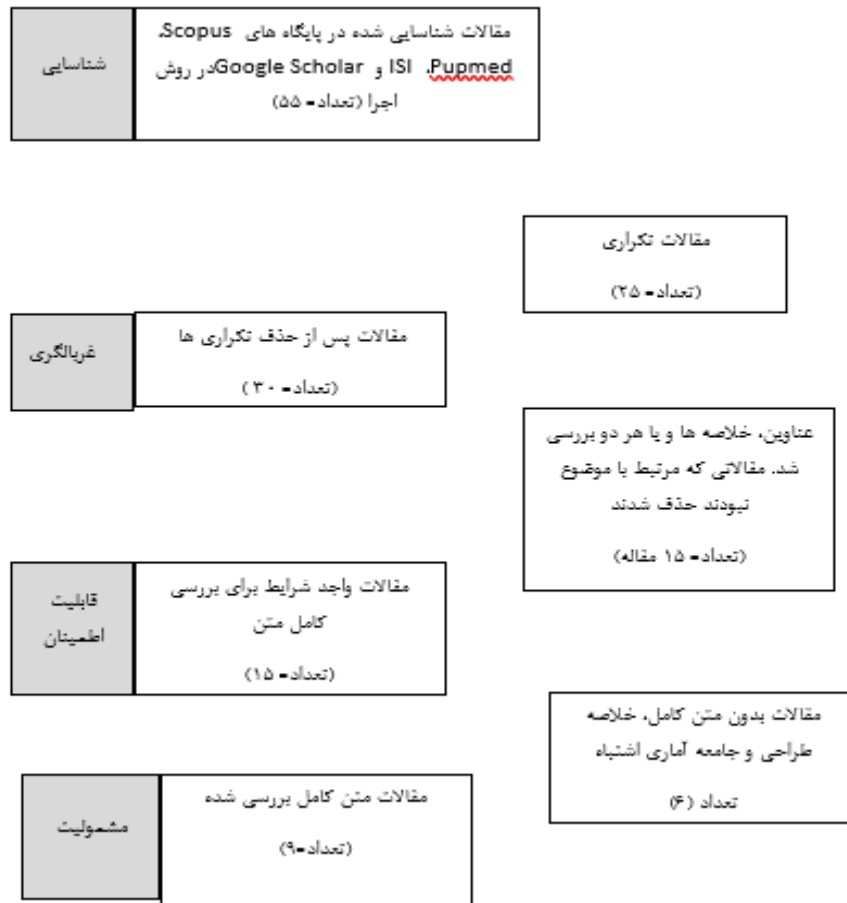 شناسایی
مقالات شناسایی شده در پایگاه های Scopus،
Pupmed، ISI و Google Scholar در روش
اجرا (تعداد= ۵۵)
مقالات تکراری
(تعداد= ۲۵)
غربالگری
مقالات پس از حذف تکراری ها
(تعداد= ۳۰)
عناوین، خلاصه ها و یا هر دو بررسی
شد. مقالاتی که مرتبط با موضوع
نبودند حذف شدند
(تعداد= ۱۵ مقاله)
قابلیت
اطمینان
مقالات واجد شرایط برای بررسی
کامل متن
(تعداد= ۱۵)
مقالات بدون متن کامل، خلاصه
طراحی و جامعه آماری اشتباه
تعداد (۶)
مشمولیت
مقالات متن کامل بررسی شده
(تعداد=۹)